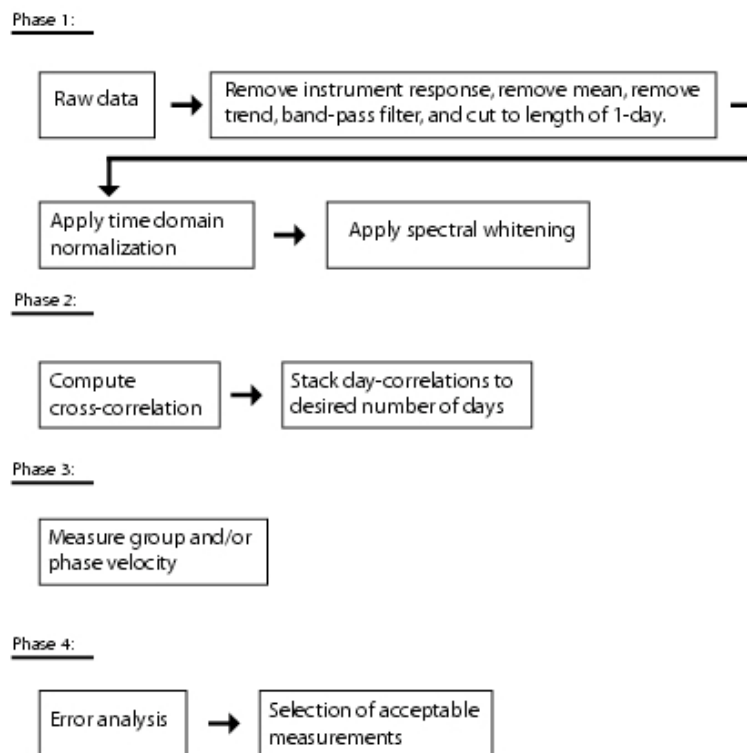 Phase 1:
Raw data
Remove instrument response, remove mean, remove
trend, band-pass filter, and cut to length of 1-day.
Apply time domain
normalization
Apply spectral whitening
Phase 2:
Compute
cross-correlation
Stack day-correlations to
desired number of days
Phase 3:
Measure group and/or
phase velocity
Phase 4:
Error analysis
Selection of acceptable
measurements